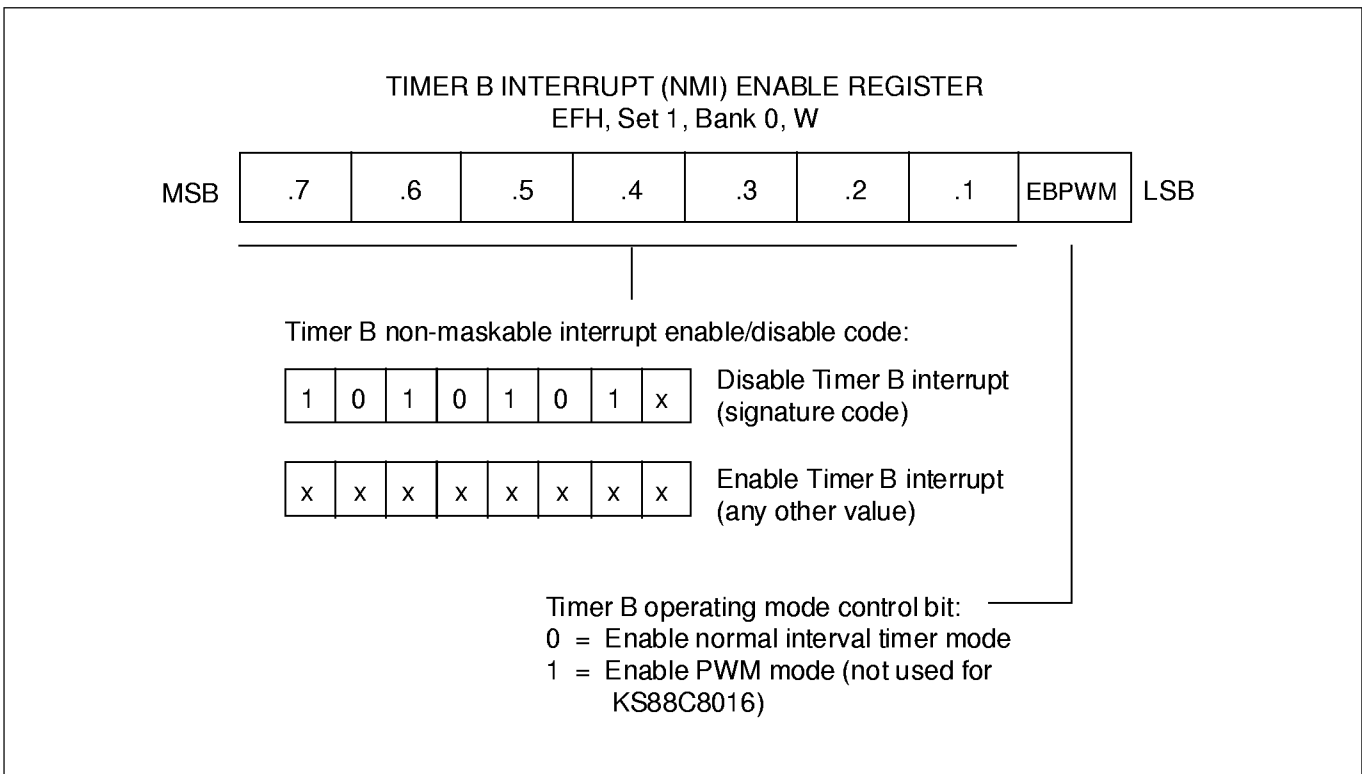 TIMER B INTERRUPT (NMI) ENABLE REGISTER
EFH, Set 1, Bank 0, W
MSB .7 .6 .5 .4 .3 .2 .1 EBPWM LSB
Timer B non-maskable interrupt enable/disable code:
1 0 1 0 1 0 1 x Disable Timer B interrupt
(signature code)
x x x x x x x x Enable Timer B interrupt
(any other value)
Timer B operating mode control bit:
0 = Enable normal interval timer mode
1 = Enable PWM mode (not used for
KS88C8016)